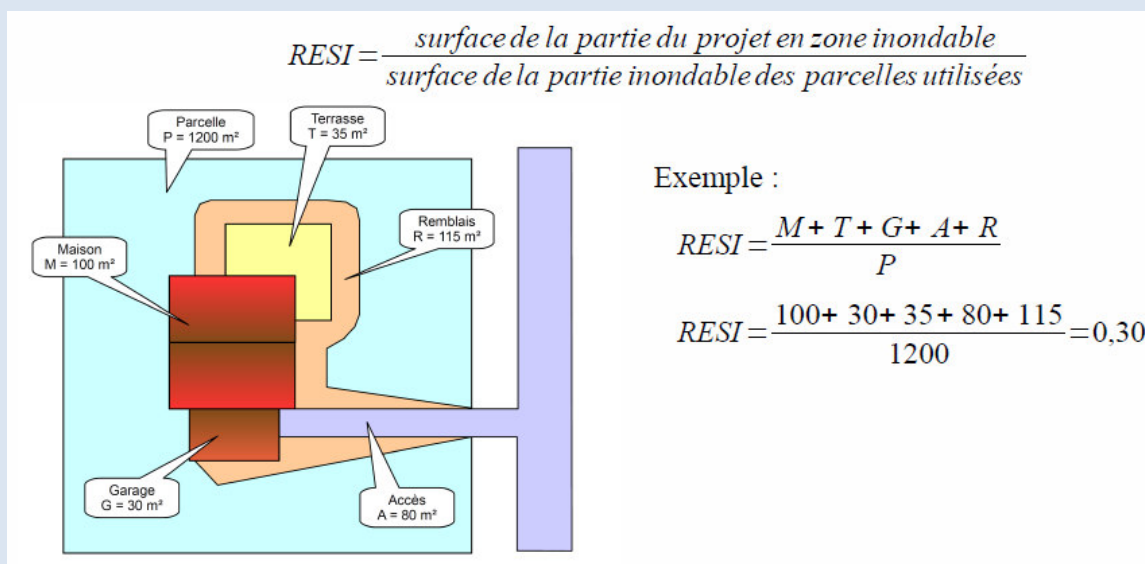 RESI = surface de la partie du projet en zone inondable
surface de la partie inondable des parcelles utilisées
Parcelle
P = 1200 m²
Terrasse
T = 35 m²
Remblais
R = 115 m²
Maison
M = 100 m²
Garage
G = 30 m²
Accès
A = 80 m²
Exemple :
RESI = M + T + G + A + R
P
RESI = 100 + 30 + 35 + 80 + 115 = 0,30
1200